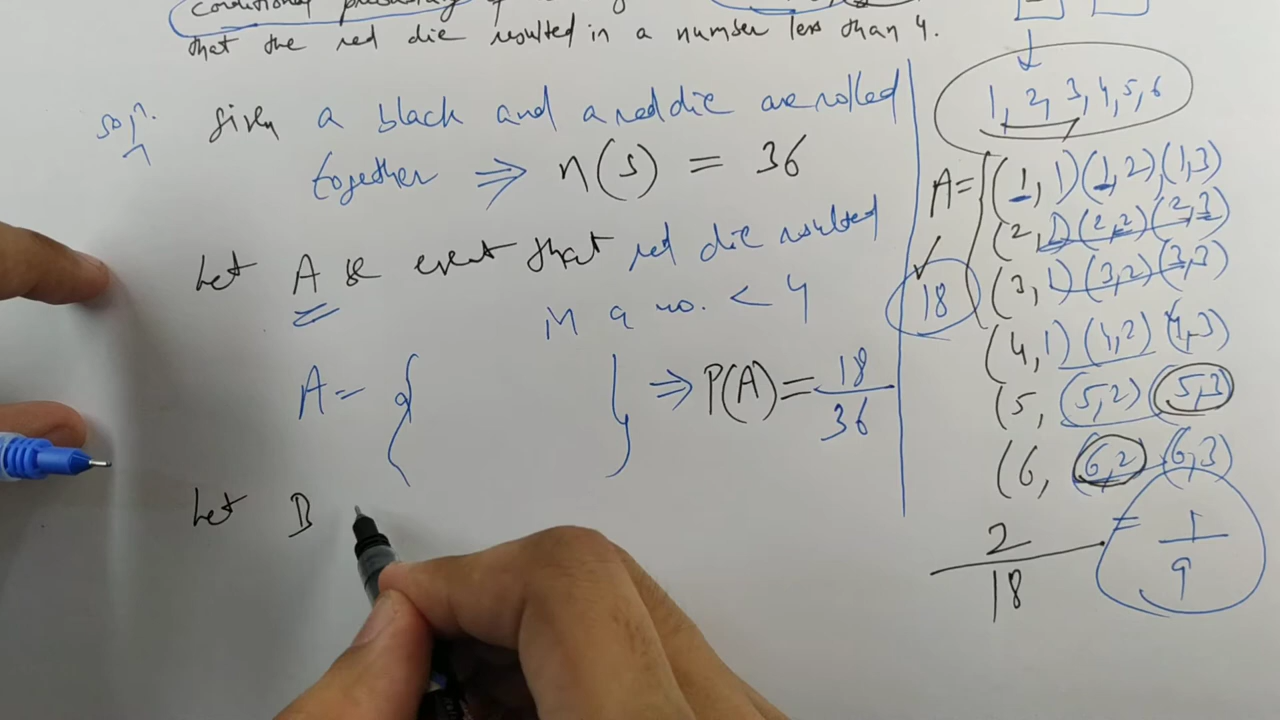 conditional probability of
that the red die resulted in a number less than 4.
Sol^n. Given a black and a red die are rolled
together ⇒ n(s) = 36
Let A be event that red die resulted
in a no. < 4
A = { } ⇒ P(A) = 18/36
Let B
1, 2, 3, 4, 5, 6
A = { (1, 1) (1, 2), (1, 3)
(2, 1) (2, 2) (2, 3)
18 (3, 1) (3, 2) (3, 3)
(4, 1) (4, 2) (4, 3)
(5, (5, 2) (5, 3)
(6, (6, 2) (6, 3)
2/18 = 1/9